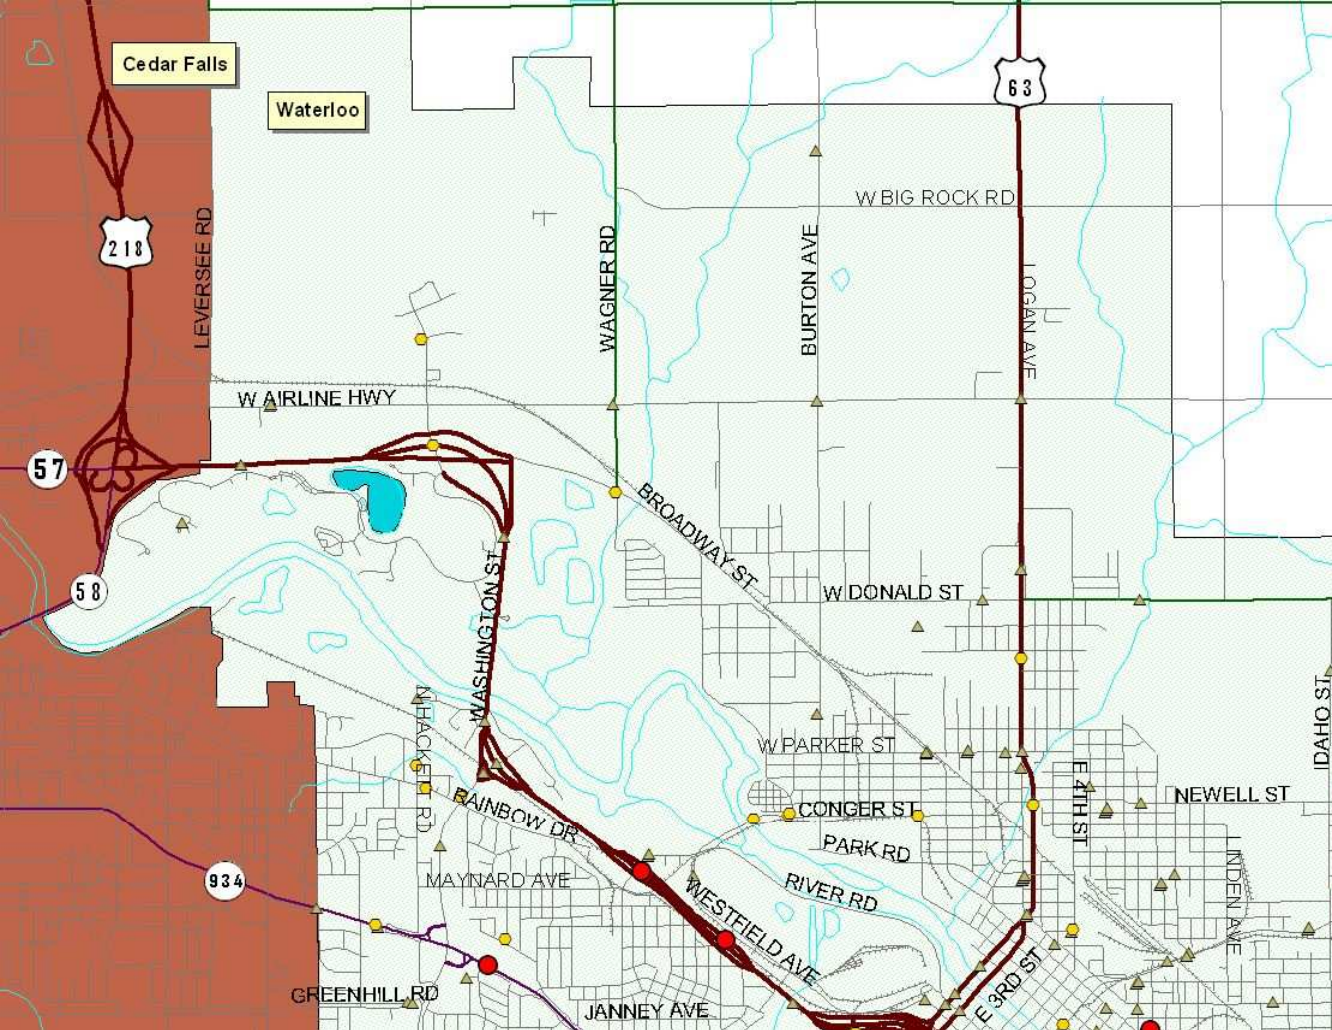 Cedar Falls
Waterloo
63
W BIG ROCK RD
218
LEVERSEE RD
WAGNER RD
BURTON AVE
LOGAN AVE
W AIRLINE HWY
57
BROADWAY ST
58
W DONALD ST
WASHINGTON ST
N HACKETT RD
IDAHO ST
W PARKER ST
E 4TH ST
NEWELL ST
RAINBOW DR
CONGER ST
PARK RD
934
MAYNARD AVE
RIVER RD
LINDEN AVE
WESTFIELD AVE
GREENHILL RD
JANNEY AVE
E 3RD ST